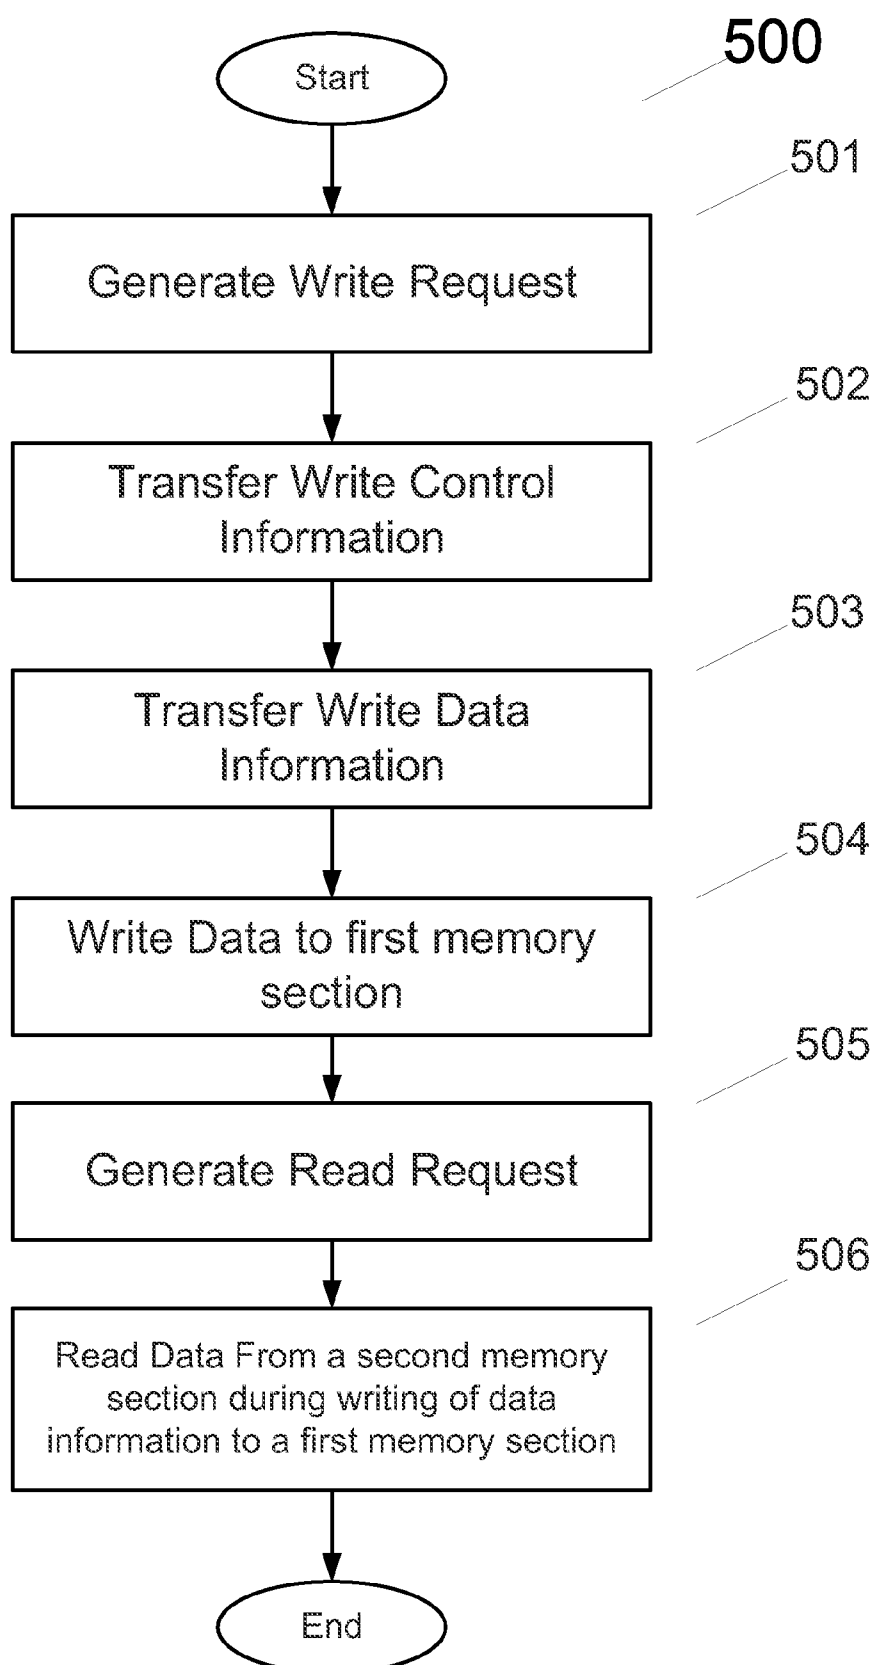 500
Start
501
Generate Write Request
502
Transfer Write Control
Information
503
Transfer Write Data
Information
504
Write Data to first memory
section
505
Generate Read Request
506
Read Data From a second memory
section during writing of data
information to a first memory section
End